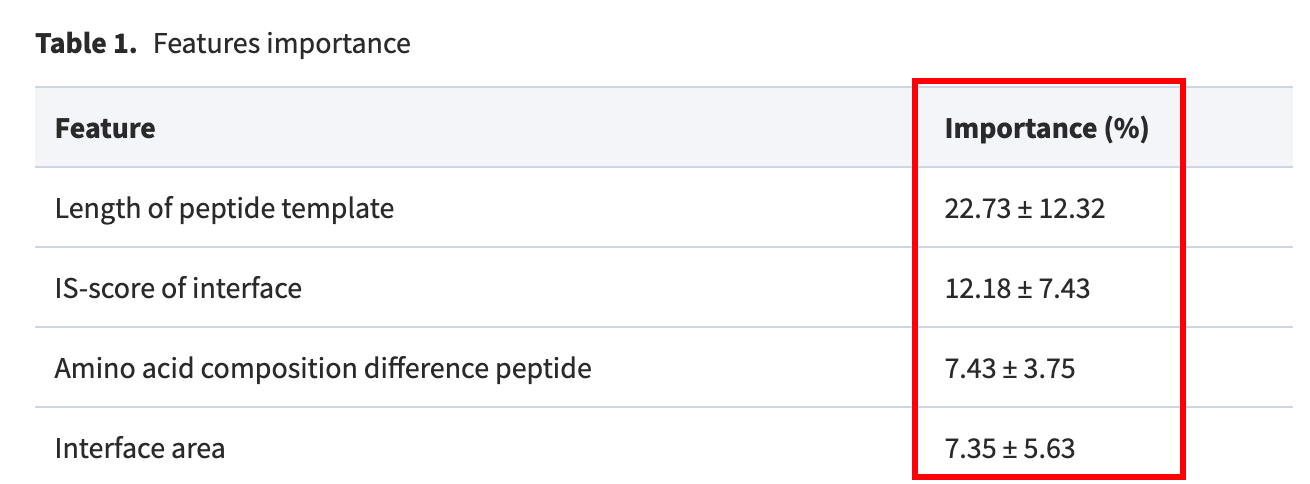 Table 1. Features importance
Feature Importance (%)
Length of peptide template 22.73 ± 12.32
IS-score of interface 12.18 ± 7.43
Amino acid composition difference peptide 7.43 ± 3.75
Interface area 7.35 ± 5.63